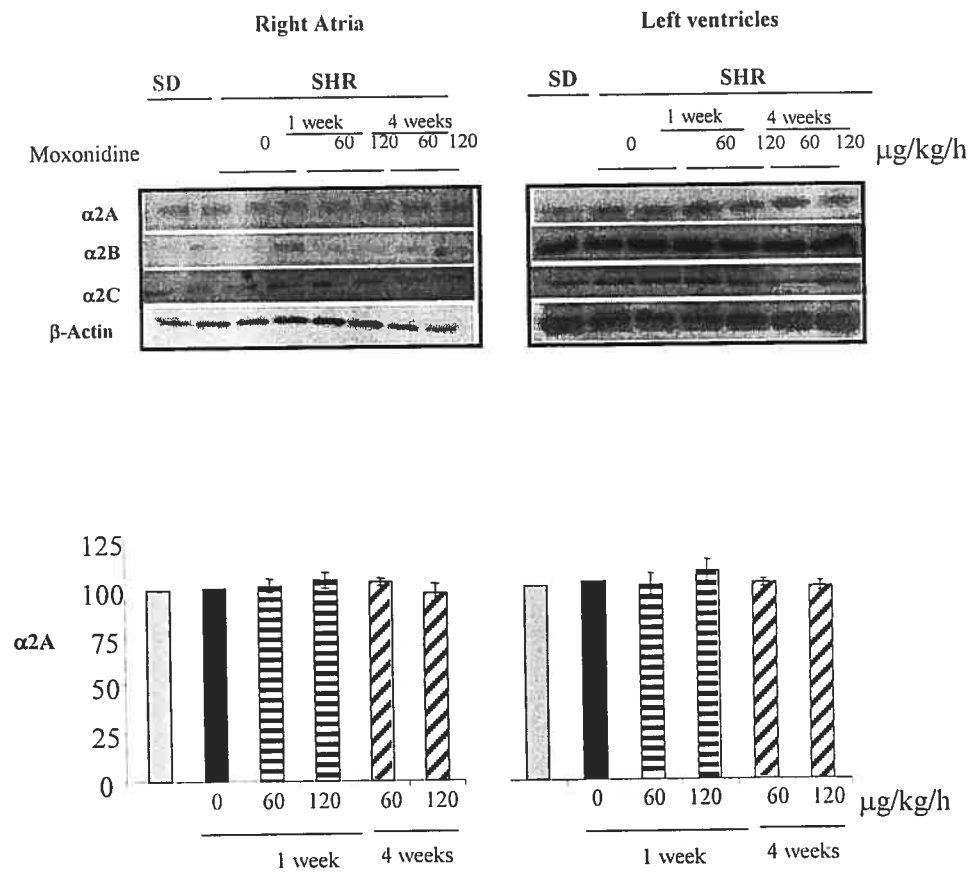 Right Atria
Left ventricles
SD SHR
SD SHR
1 week 4 weeks
1 week 4 weeks
Moxonidine 0 60 120 60 120
0 60 120 60 120 μg/kg/h
α2A
α2B
α2C
β-Actin
125
100
75
50
25
0
α2A
0 60 120 60 120
0 60 120 60 120 μg/kg/h
1 week 4 weeks
1 week 4 weeks